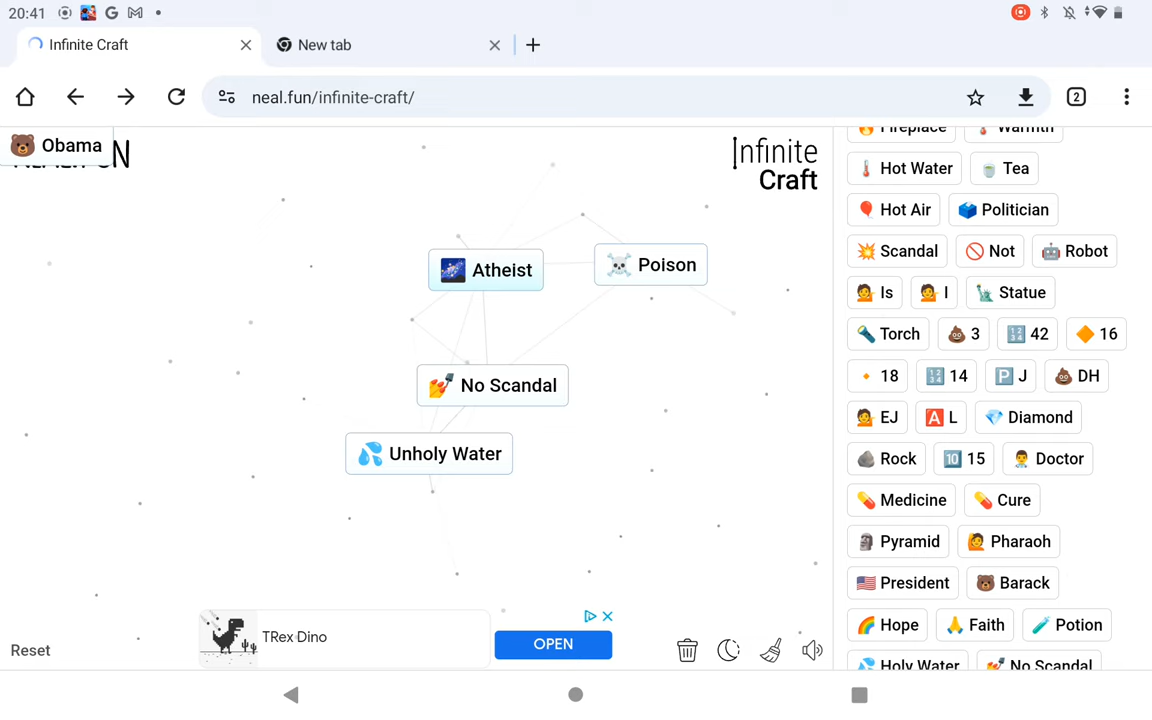 20:41
Infinite Craft
New tab
neal.fun/infinite-craft/
2
Obama
Infinite
Craft
Atheist
Poison
No Scandal
Unholy Water
Fireplace Warmth
Hot Water Tea
Hot Air Politician
Scandal Not Robot
Is I Statue
Torch 3 42 16
18 14 J DH
EJ L Diamond
Rock 15 Doctor
Medicine Cure
Pyramid Pharaoh
President Barack
Hope Faith Potion
Holy Water No Scandal
TRex Dino
OPEN
Reset